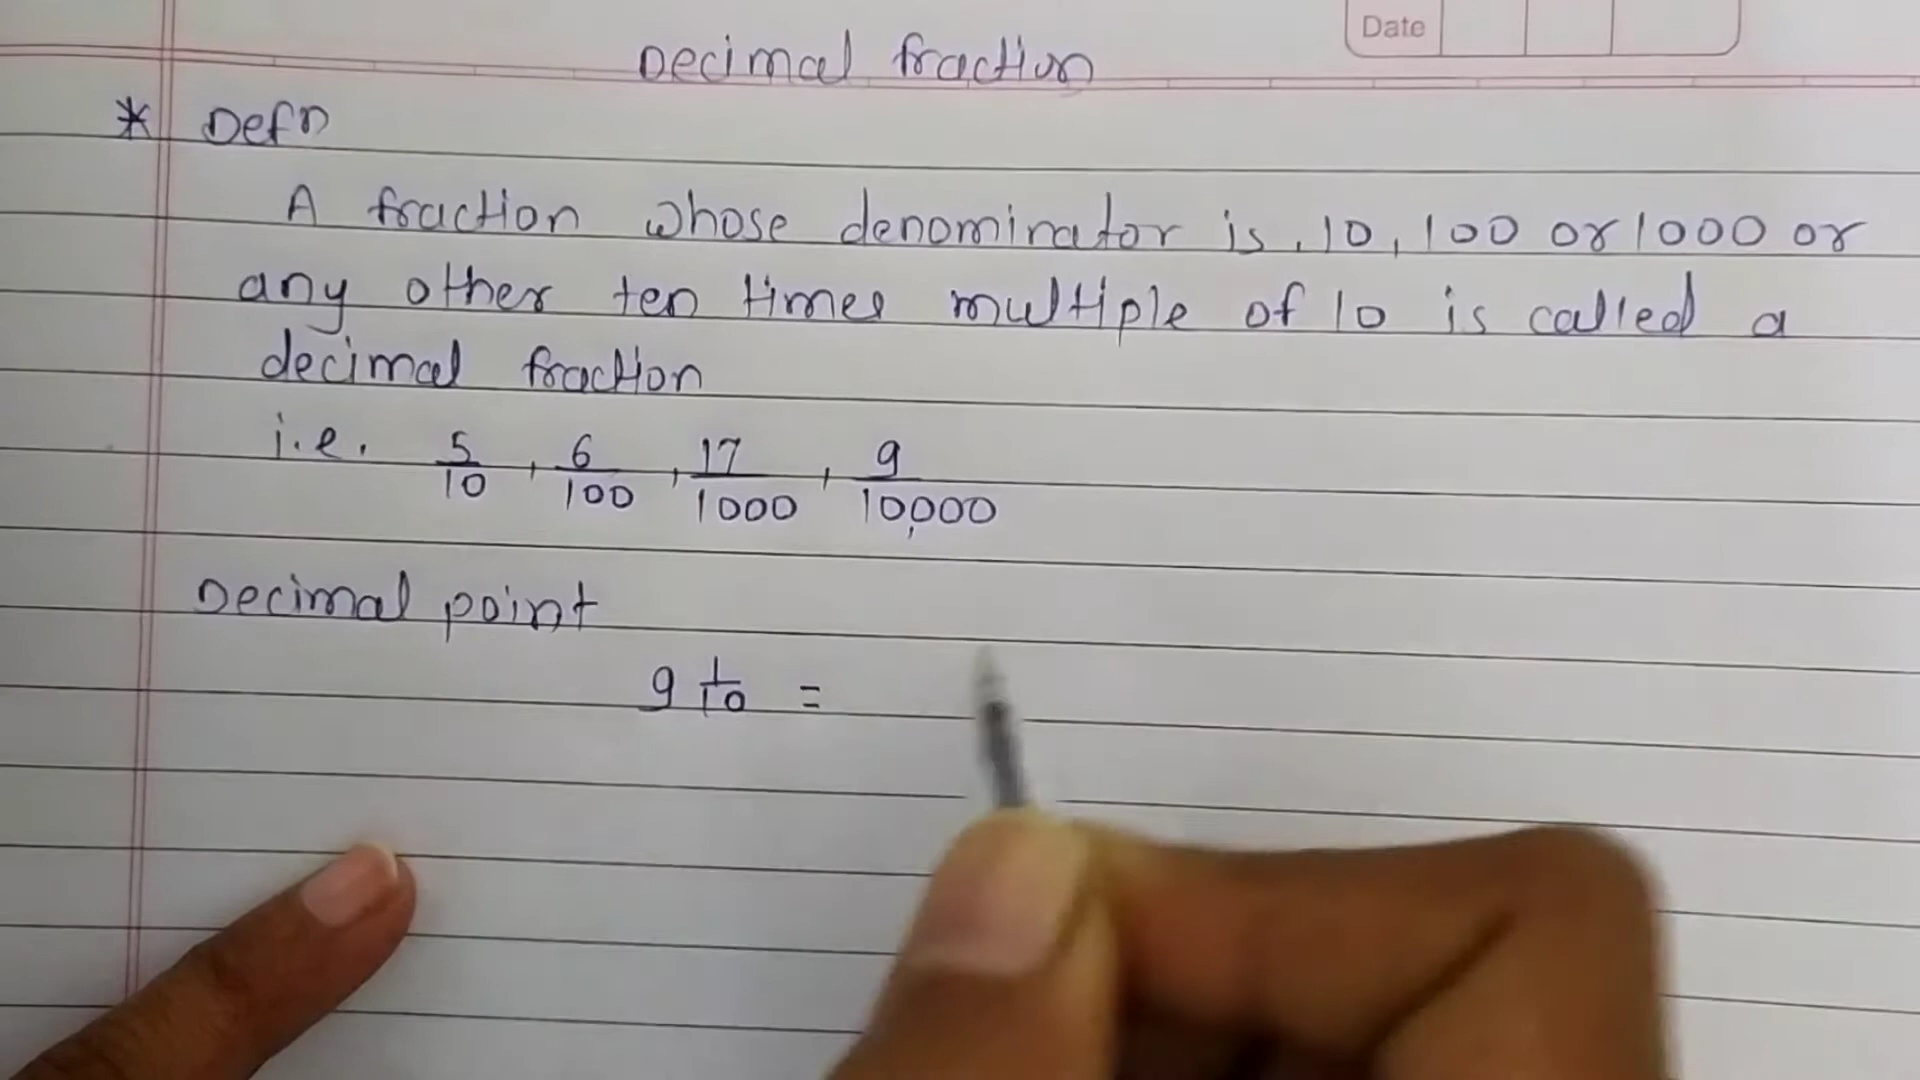 Date
Decimal fraction
* Defn
A fraction whose denominator is, 10, 100 or 1000 or
any other ten times multiple of 10 is called a
decimal fraction
i.e. 5/10, 6/100, 17/1000, 9/10,000
Decimal point
9 1/10 =